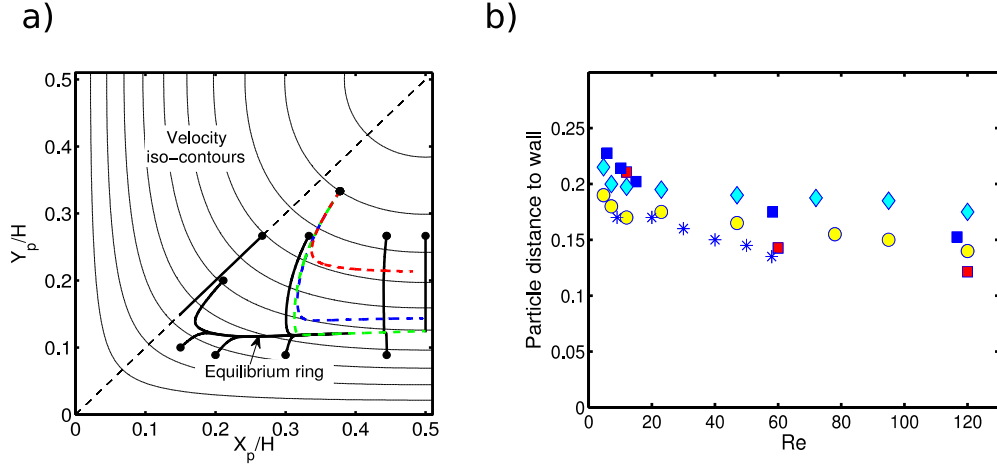 a)
b)
0.5
0.4
0.3
0.2
0.1
0
Y_p/H
Velocity
iso-contours
Equilibrium ring
0 0.1 0.2 0.3 0.4 0.5
X_p/H
0.25
0.2
0.15
0.1
0.05
0
Particle distance to wall
0 20 40 60 80 100 120
Re